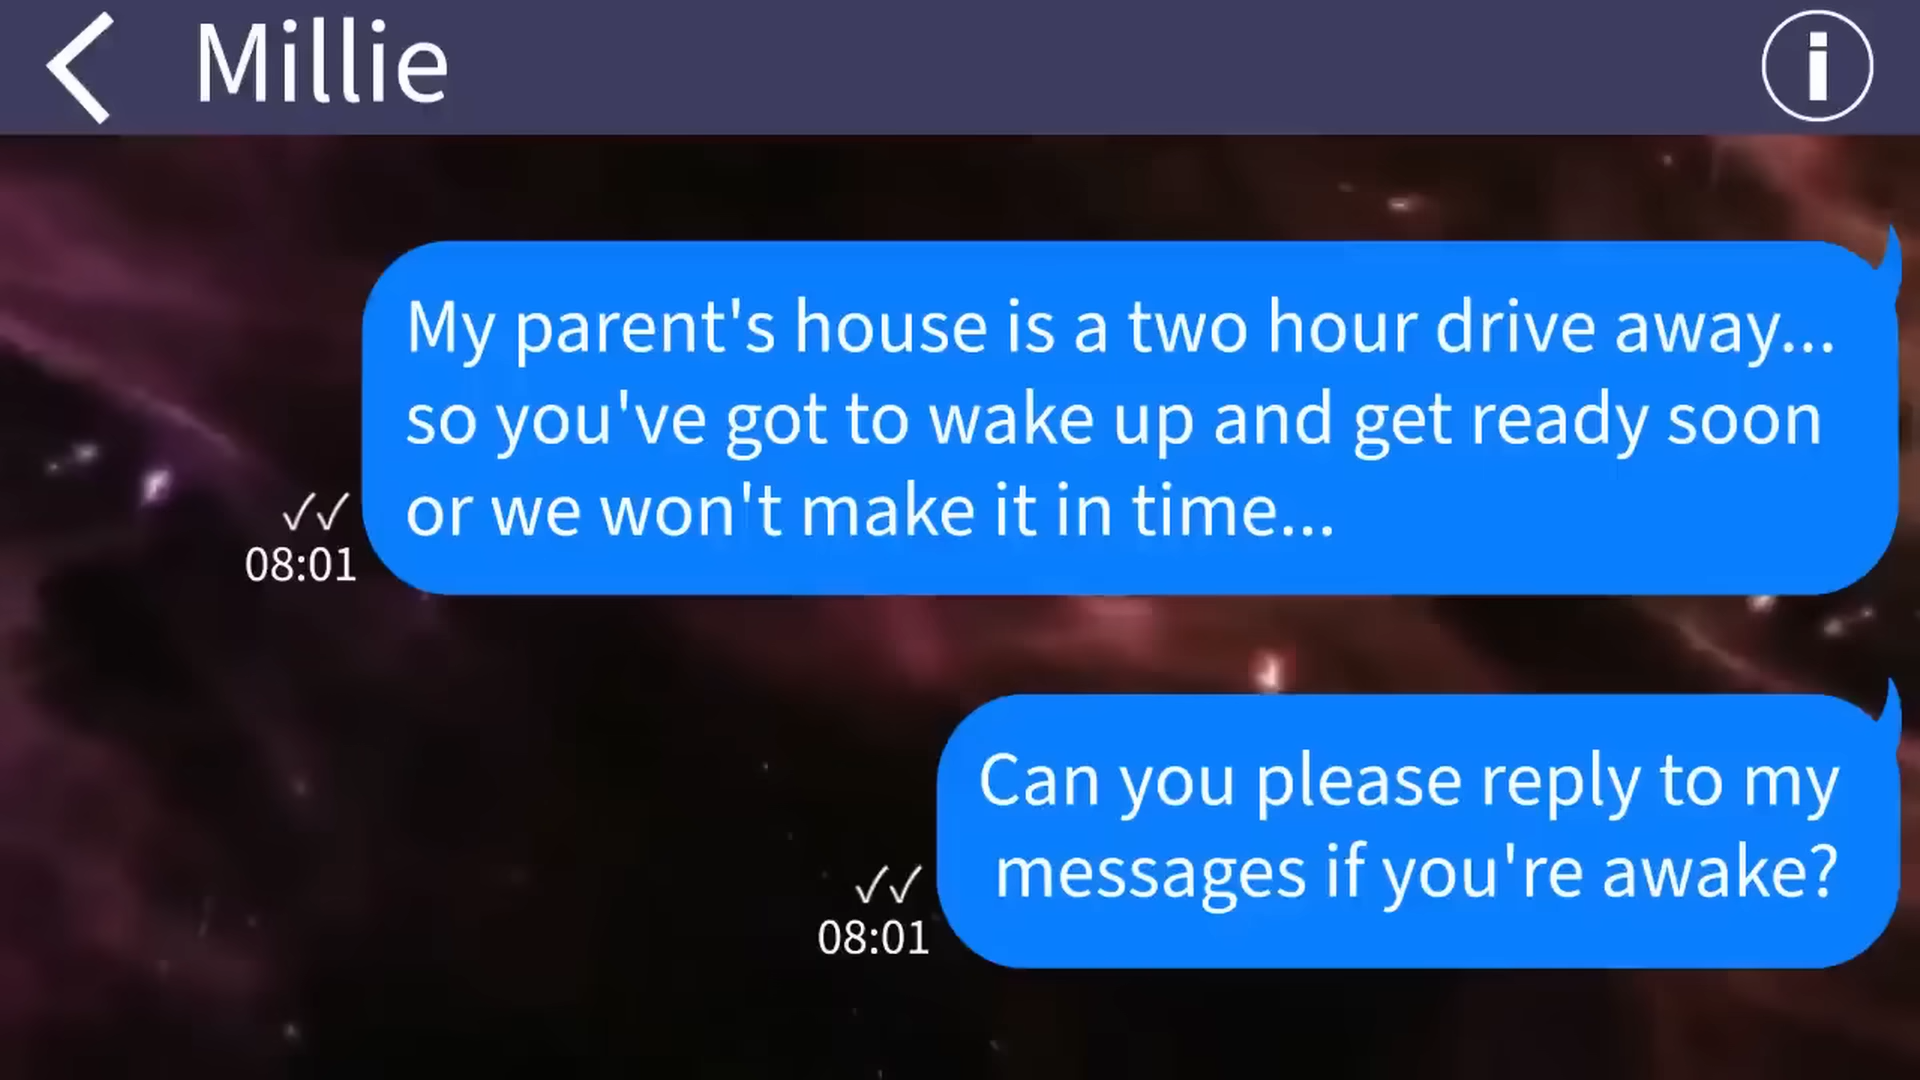 Millie
My parent's house is a two hour drive away...
so you've got to wake up and get ready soon
or we won't make it in time...
08:01
Can you please reply to my
messages if you're awake?
08:01